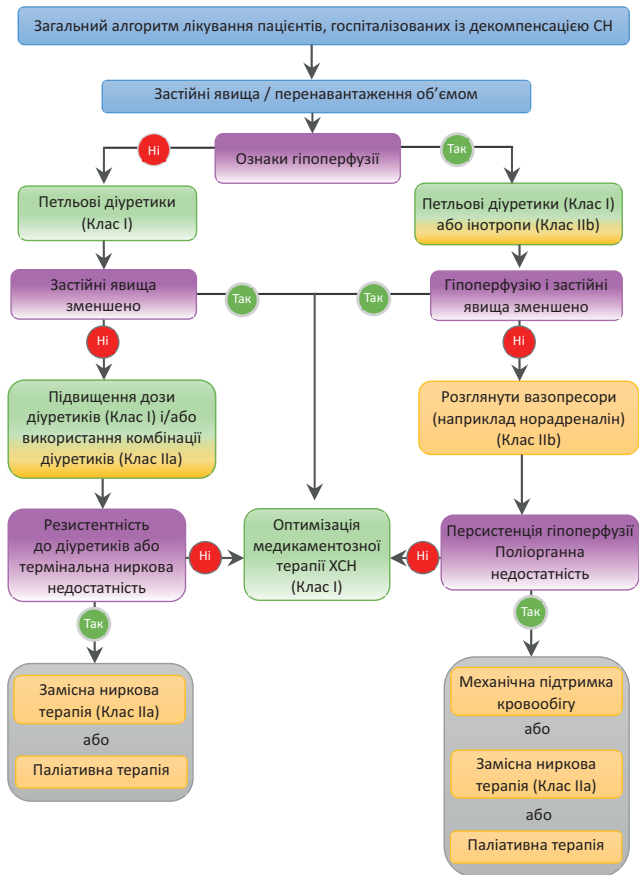 Загальний алгоритм лікування пацієнтів, госпіталізованих із декомпенсацією СН
Застійні явища / перенавантаження об’ємом
Ні
Ознаки гіпоперфузії
Так
Петльові діуретики
(Клас I)
Петльові діуретики (Клас I)
або інотропи (Клас IIb)
Застійні явища
зменшено
Так
Так
Гіпоперфузію і застійні
явища зменшено
Ні
Ні
Підвищення дози
діуретиків (Клас I) і/або
використання комбінації
діуретиків (Клас IIa)
Розглянути вазопресори
(наприклад норадреналін)
(Клас IIb)
Резистентність
до діуретиків або
термінальна ниркова
недостатність
Ні
Оптимізація
медикаментозної
терапії ХСН
(Клас I)
Ні
Персистенція гіпоперфузії
Поліорганна
недостатність
Так
Так
Замісна ниркова
терапія (Клас IIa)
або
Паліативна терапія
Механічна підтримка
кровообігу
або
Замісна ниркова
терапія (Клас IIa)
або
Паліативна терапія